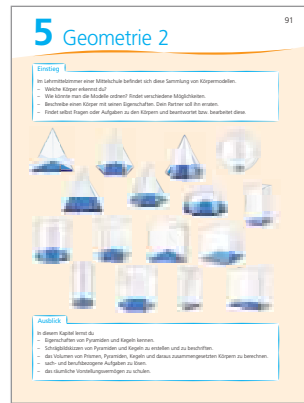 91
5 Geometrie 2
Einstieg
Im Lehrmittelzimmer einer Mittelschule befindet sich diese Sammlung von Körpermodellen.
– Welche Körper erkennst du?
– Wie könnte man die Modelle ordnen? Findet verschiedene Möglichkeiten.
– Beschreibe einen Körper mit seinen Eigenschaften. Dein Partner soll ihn erraten.
– Findet selbst Fragen oder Aufgaben zu den Körpern und beantwortet bzw. bearbeitet diese.
Ausblick
In diesem Kapitel lernst du
– Eigenschaften von Pyramiden und Kegeln kennen.
– Schrägbildskizzen von Pyramiden und Kegeln zu erstellen und zu beschriften.
– das Volumen von Prismen, Pyramiden, Kegeln und daraus zusammengesetzten Körpern zu berechnen.
– sach- und berufsbezogene Aufgaben zu lösen.
– das räumliche Vorstellungsvermögen zu schulen.